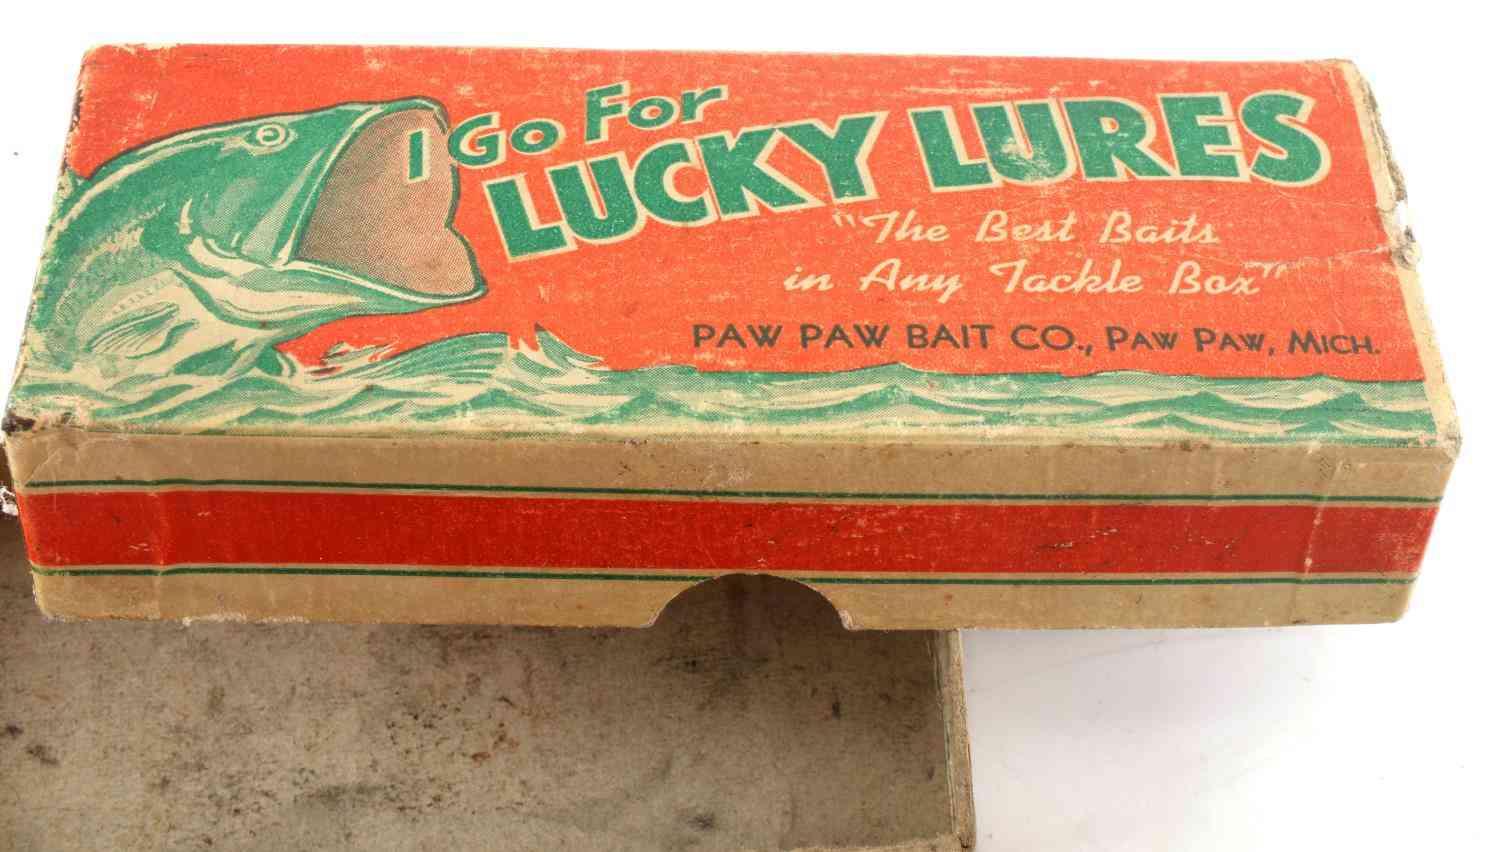 I Go For
LUCKY LURES
"The Best Baits
in Any Tackle Box"
PAW PAW BAIT CO., PAW PAW, MICH.